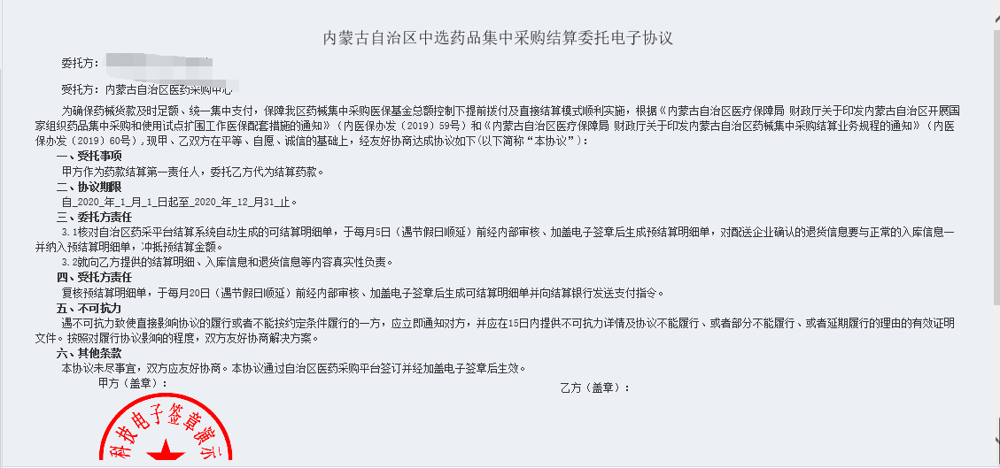 内蒙古自治区中选药品集中采购结算委托电子协议
委托方:
受托方: 内蒙古自治区医药采购中心
为确保药械货款及时足额、统一集中支付，保障我区药械集中采购医保基金总额控制下提前拨付及直接结算模式顺利实施，根据《内蒙古自治区医疗保障局 财政厅关于印发内蒙古自治区开展国
家组织药品集中采购和使用试点扩围工作医保配套措施的通知》（内医保办发（2019）59号）和《内蒙古自治区医疗保障局 财政厅关于印发内蒙古自治区药械集中采购结算业务规程的通知》（内医
保办发（2019）60号）,现甲、乙双方在平等、自愿、诚信的基础上，经友好协商达成协议如下(以下简称“本协议”):
一、受托事项
甲方作为药款结算第一责任人，委托乙方代为结算药款。
二、协议期限
自_2020_年_1_月_1_日起至_2020_年_12_月31_止。
三、委托方责任
3.1核对自治区药采平台结算系统自动生成的可结算明细单，于每月5日（遇节假日顺延）前经内部审核、加盖电子签章后生成预结算明细单，对配送企业确认的退货信息要与正常的入库信息一
并纳入预结算明细单，冲抵预结算金额。
3.2就向乙方提供的结算明细、入库信息和退货信息等内容真实性负责。
四、受托方责任
复核预结算明细单，于每月20日（遇节假日顺延）前经内部审核、加盖电子签章后生成可结算明细单并向结算银行发送支付指令。
五、不可抗力
遇不可抗力致使直接影响协议的履行或者不能按约定条件履行的一方，应立即通知对方，并应在15日内提供不可抗力详情及协议不能履行、或者部分不能履行、或者延期履行的理由的有效证明
文件。按照对履行协议影响的程度，双方友好协商解决方案。
六、其他条款
本协议未尽事宜，双方应友好协商。本协议通过自治区医药采购平台签订并经加盖电子签章后生效。
甲方（盖章）:
乙方（盖章）:
科技电子签章演示